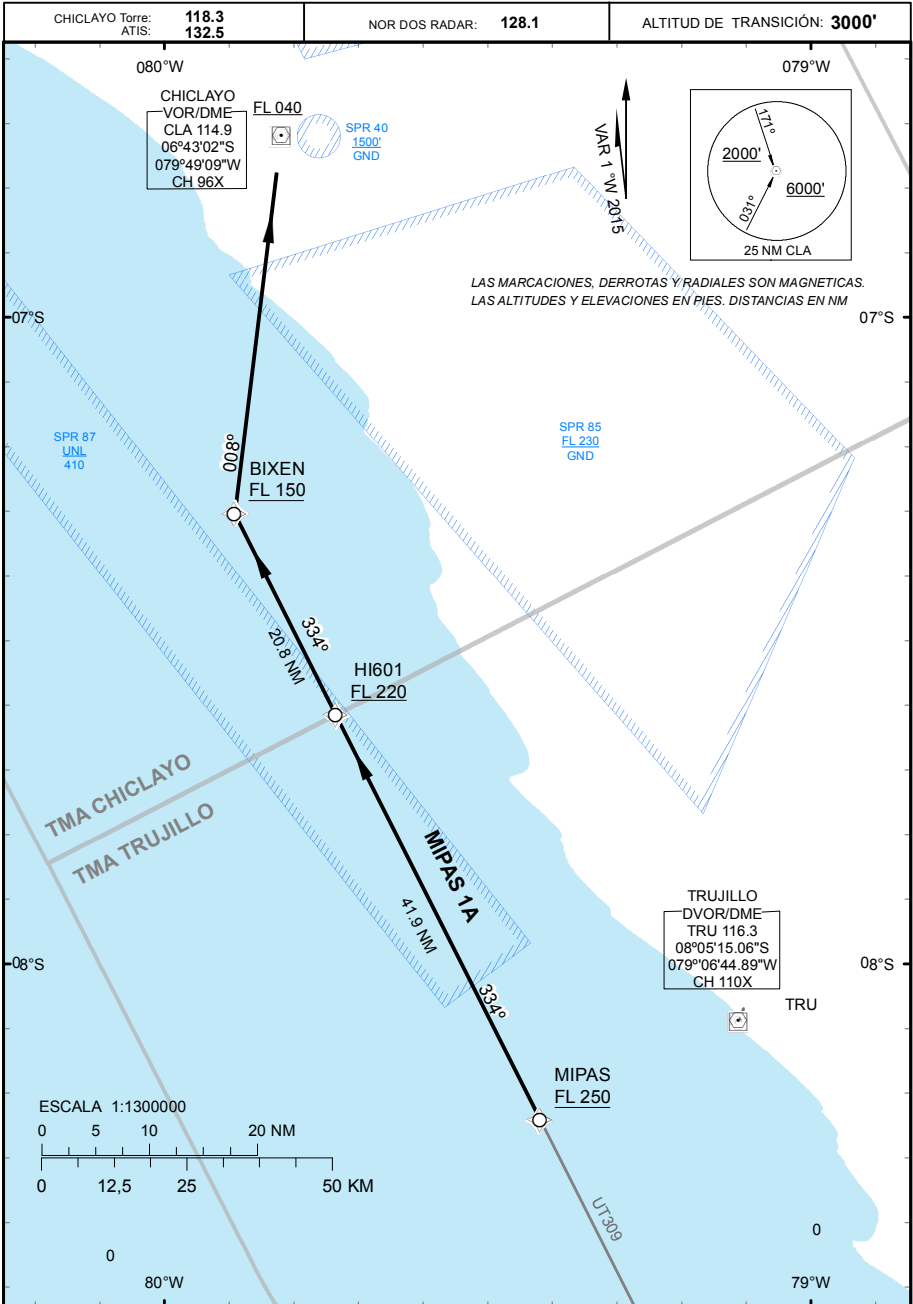 CHICLAYO Torre: 118.3
ATIS: 132.5
NOR DOS RADAR: 128.1
ALTITUD DE TRANSICIÓN: 3000'
080°W
079°W
CHICLAYO
VOR/DME
CLA 114.9
06°43'02"S
079°49'09"W
CH 96X
FL 040
SPR 40
1500'
GND
VAR 1 °W 2015
171°
2000'
6000'
031°
25 NM CLA
LAS MARCACIONES, DERROTAS Y RADIALES SON MAGNETICAS.
LAS ALTITUDES Y ELEVACIONES EN PIES. DISTANCIAS EN NM
07°S
07°S
SPR 87
UNL
410
SPR 85
FL 230
GND
008º
BIXEN
FL 150
334º
20.8 NM
HI601
FL 220
TMA CHICLAYO
TMA TRUJILLO
MIPAS 1A
41.9 NM
334º
TRUJILLO
DVOR/DME
TRU 116.3
08º05'15.06"S
079º'06'44.89"W
CH 110X
08°S
08°S
TRU
MIPAS
FL 250
ESCALA 1:1300000
0 5 10 20 NM
0 12,5 25 50 KM
UT309
0
0
80°W
79°W